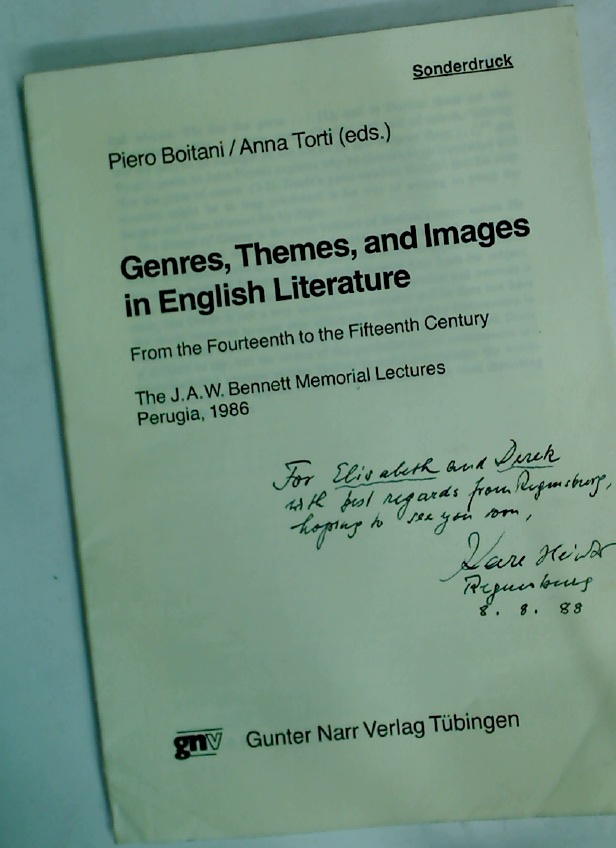 Sonderdruck
Piero Boitani / Anna Torti (eds.)
Genres, Themes, and Images
in English Literature
From the Fourteenth to the Fifteenth Century
The J.A.W. Bennett Memorial Lectures
Perugia, 1986
For Elisabeth and Derek
with best regards from Regensburg,
hoping to see you soon,
Karl Heinz
Regensburg
8. 8. 88
gnv Gunter Narr Verlag Tübingen